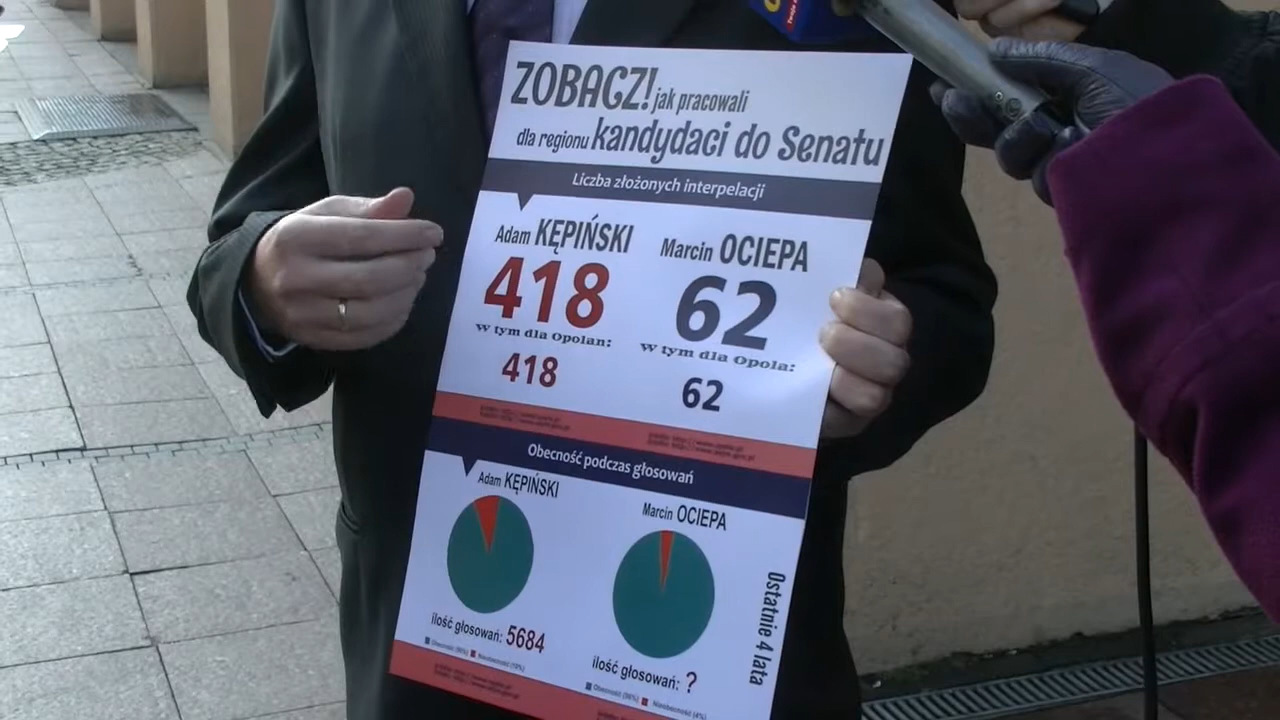 ZOBACZ! jak pracowali
dla regionu kandydaci do Senatu
Liczba złożonych interpelacji
Adam KĘPIŃSKI
418
W tym dla Opolan:
418
Marcin OCIEPA
62
W tym dla Opola:
62
Obecność podczas głosowań
Adam KĘPIŃSKI
ilość głosowań: 5684
Marcin OCIEPA
ilość głosowań: ?
Ostatnie 4 lata